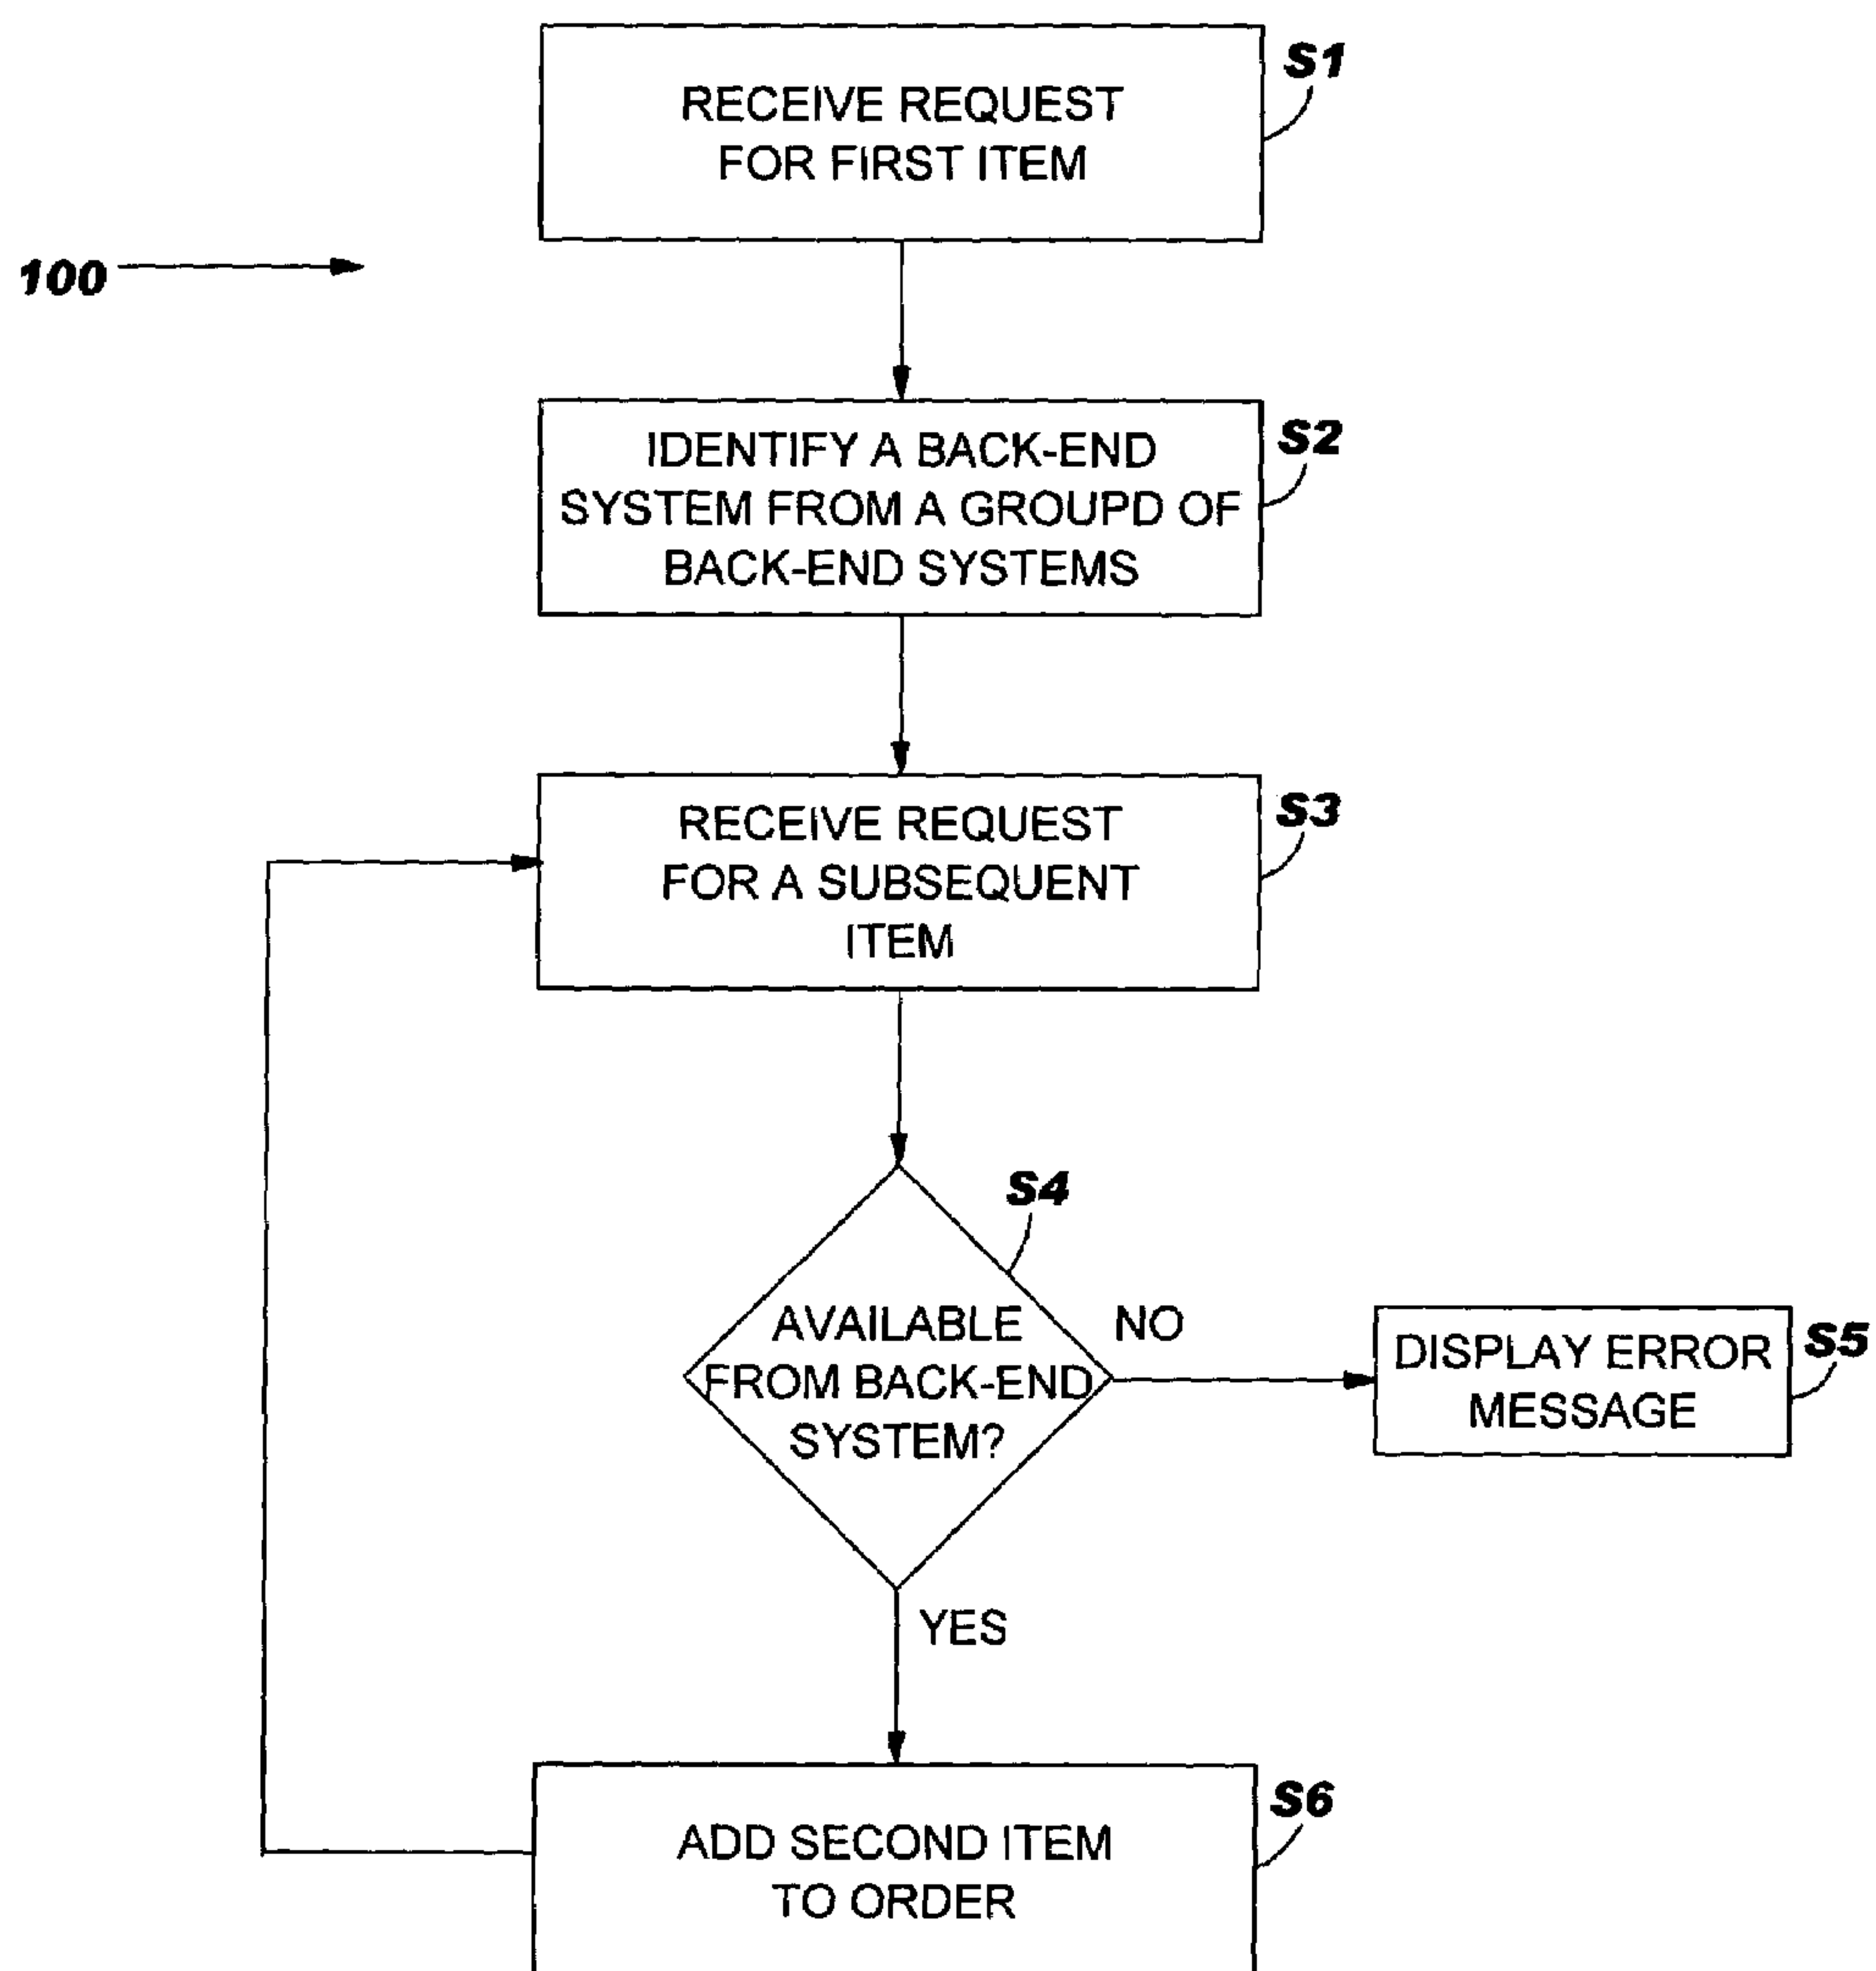 S1
RECEIVE REQUEST
FOR FIRST ITEM
100
S2
IDENTIFY A BACK-END
SYSTEM FROM A GROUPD OF
BACK-END SYSTEMS
S3
RECEIVE REQUEST
FOR A SUBSEQUENT
ITEM
S4
AVAILABLE
FROM BACK-END
SYSTEM?
NO
DISPLAY ERROR
MESSAGE
S5
YES
S6
ADD SECOND ITEM
TO ORDER